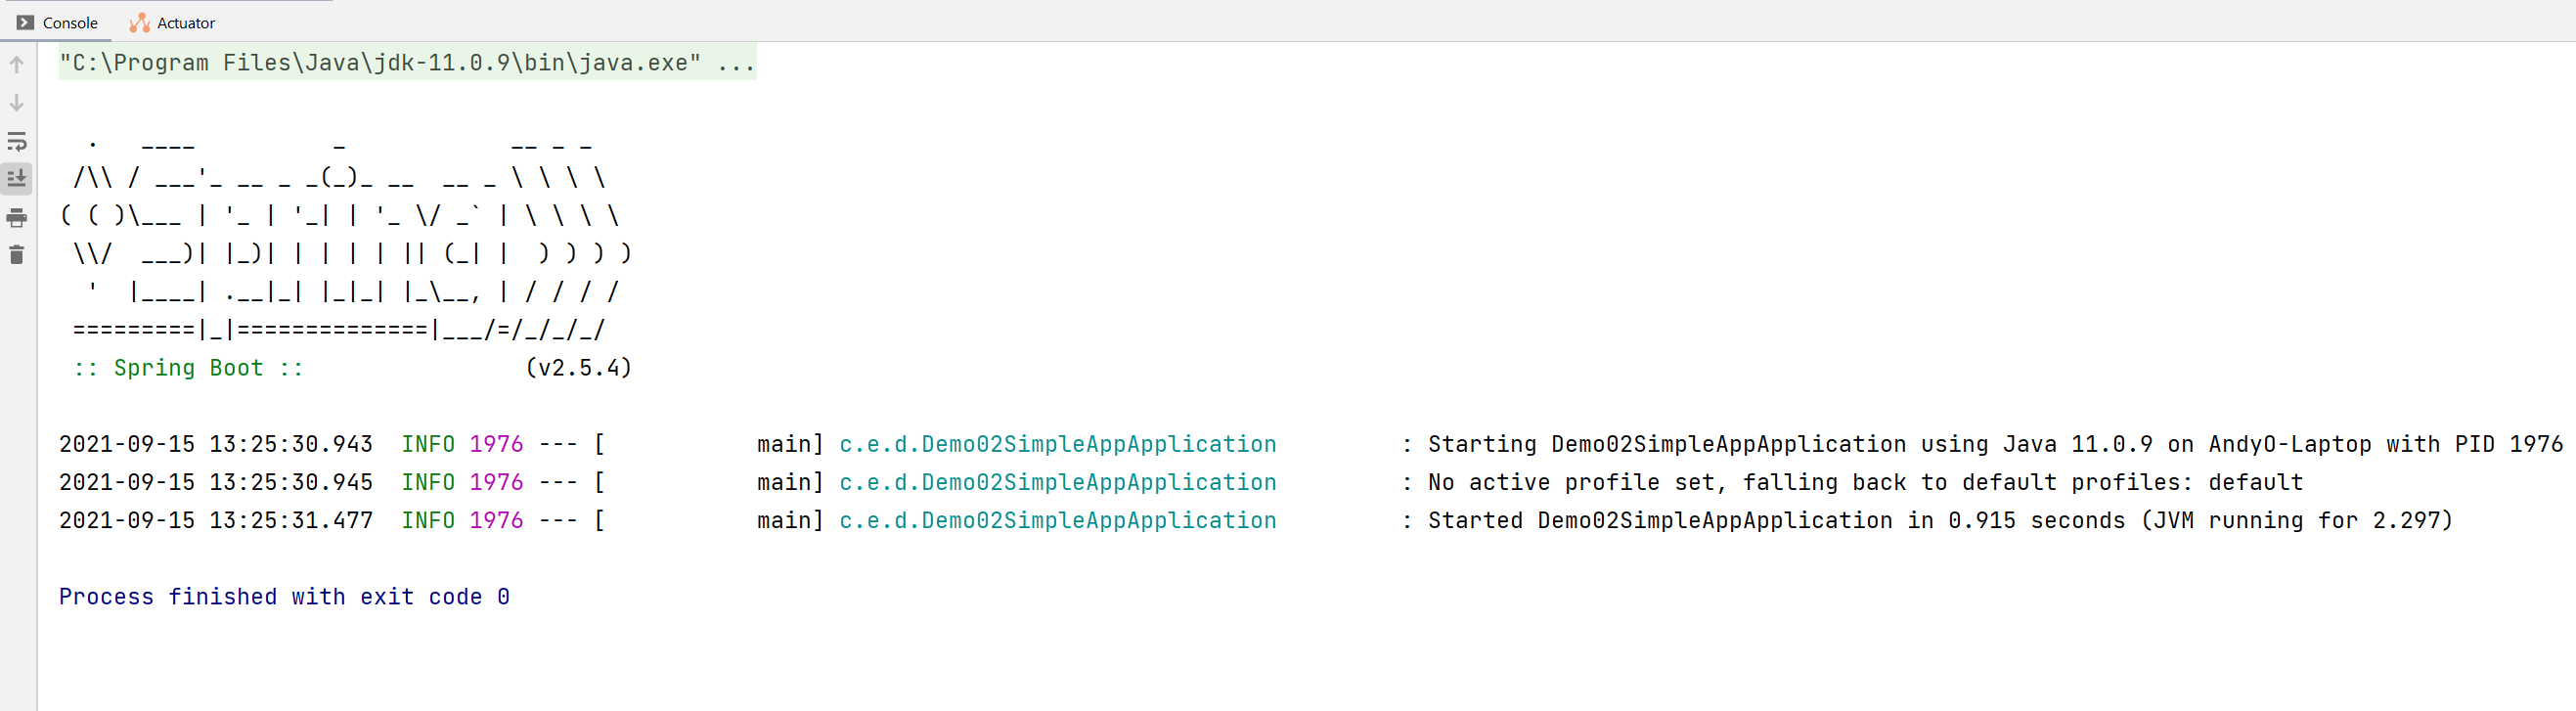 Console Actuator
"C:\Program Files\Java\jdk-11.0.9\bin\java.exe" ...
  .   ____          _            __ _ _
 /\\ / ___'_ __ _ _(_)_ __  __ _ \ \ \ \
( ( )\___ | '_ | '_| | '_ \/ _` | \ \ \ \
 \\/  ___)| |_)| | | | | || (_| |  ) ) ) )
  '  |____| .__|_| |_|_| |_\__, | / / / /
 =========|_|==============|___/=/_/_/_/
 :: Spring Boot ::                (v2.5.4)
2021-09-15 13:25:30.943  INFO 1976 --- [           main] c.e.d.Demo02SimpleAppApplication         : Starting Demo02SimpleAppApplication using Java 11.0.9 on AndyO-Laptop with PID 1976
2021-09-15 13:25:30.945  INFO 1976 --- [           main] c.e.d.Demo02SimpleAppApplication         : No active profile set, falling back to default profiles: default
2021-09-15 13:25:31.477  INFO 1976 --- [           main] c.e.d.Demo02SimpleAppApplication         : Started Demo02SimpleAppApplication in 0.915 seconds (JVM running for 2.297)
Process finished with exit code 0